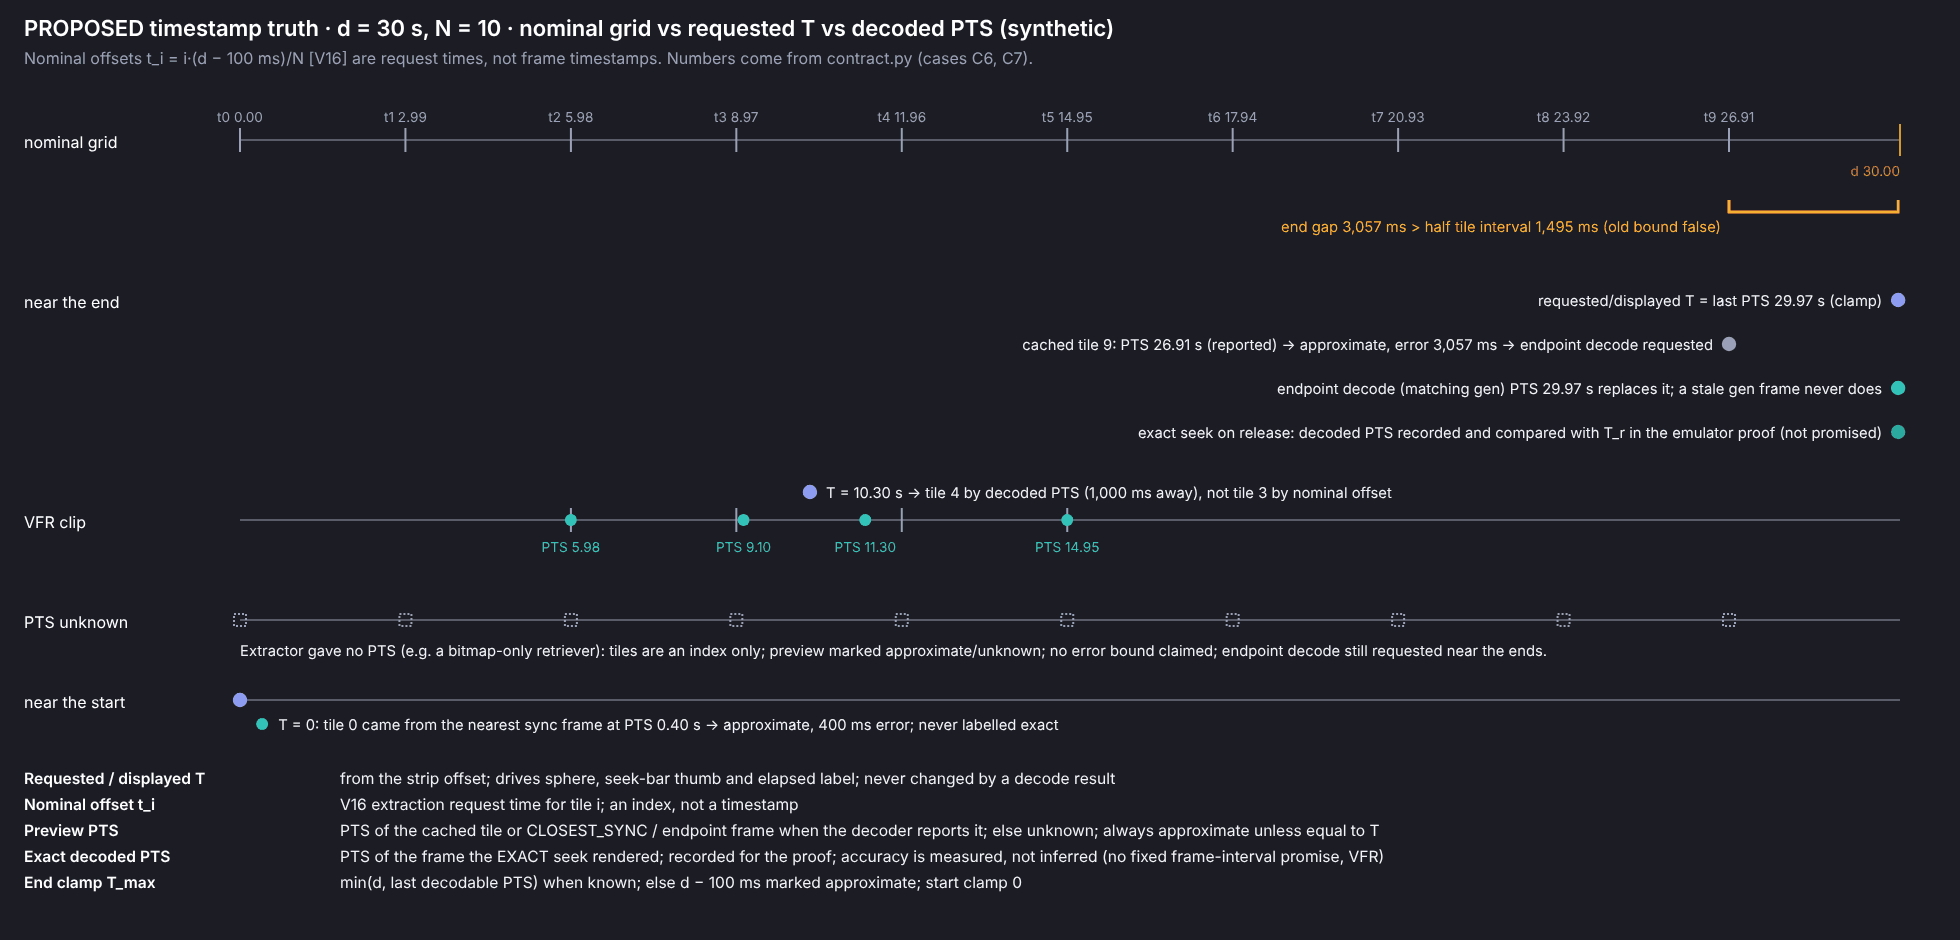 PROPOSED timestamp truth · d = 30 s, N = 10 · nominal grid vs requested T vs decoded PTS (synthetic)
Nominal offsets t_i = i·(d − 100 ms)/N [V16] are request times, not frame timestamps. Numbers come from contract.py (cases C6, C7).
t0 0.00 t1 2.99 t2 5.98 t3 8.97 t4 11.96 t5 14.95 t6 17.94 t7 20.93 t8 23.92 t9 26.91
nominal grid
d 30.00
end gap 3,057 ms > half tile interval 1,495 ms (old bound false)
near the end
requested/displayed T = last PTS 29.97 s (clamp)
cached tile 9: PTS 26.91 s (reported) → approximate, error 3,057 ms → endpoint decode requested
endpoint decode (matching gen) PTS 29.97 s replaces it; a stale gen frame never does
exact seek on release: decoded PTS recorded and compared with T_r in the emulator proof (not promised)
T = 10.30 s → tile 4 by decoded PTS (1,000 ms away), not tile 3 by nominal offset
VFR clip
PTS 5.98 PTS 9.10 PTS 11.30 PTS 14.95
PTS unknown
Extractor gave no PTS (e.g. a bitmap-only retriever): tiles are an index only; preview marked approximate/unknown; no error bound claimed; endpoint decode still requested near the ends.
near the start
T = 0: tile 0 came from the nearest sync frame at PTS 0.40 s → approximate, 400 ms error; never labelled exact
Requested / displayed T from the strip offset; drives sphere, seek-bar thumb and elapsed label; never changed by a decode result
Nominal offset t_i V16 extraction request time for tile i; an index, not a timestamp
Preview PTS PTS of the cached tile or CLOSEST_SYNC / endpoint frame when the decoder reports it; else unknown; always approximate unless equal to T
Exact decoded PTS PTS of the frame the EXACT seek rendered; recorded for the proof; accuracy is measured, not inferred (no fixed frame-interval promise, VFR)
End clamp T_max min(d, last decodable PTS) when known; else d − 100 ms marked approximate; start clamp 0